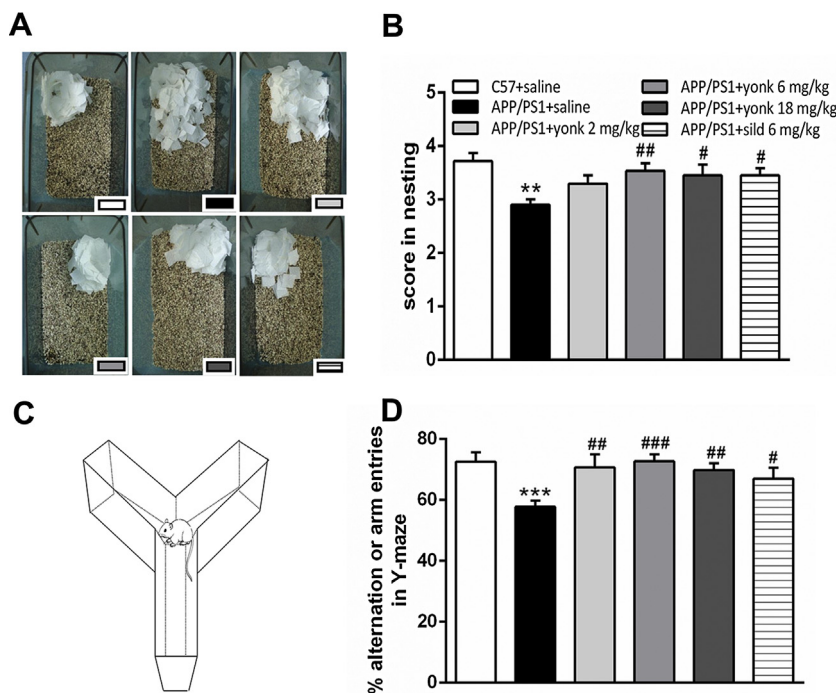 A
B
score in nesting
5
4
3
2
1
0
C57+saline
APP/PS1+saline
APP/PS1+yonk 2 mg/kg
APP/PS1+yonk 6 mg/kg
APP/PS1+yonk 18 mg/kg
APP/PS1+sild 6 mg/kg
**
##
#
#
C
D
% alternation or arm entries
in Y-maze
80
60
40
20
0
***
##
###
##
#